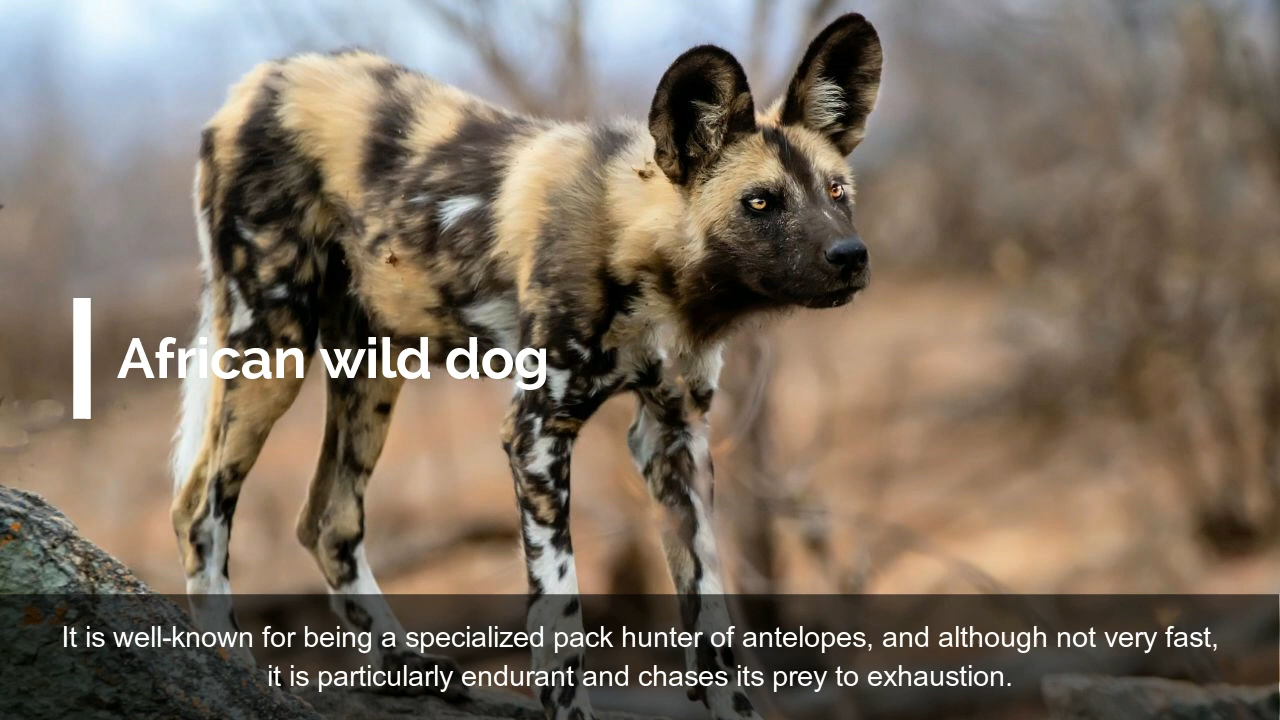 African wild dog
It is well-known for being a specialized pack hunter of antelopes, and although not very fast,
it is particularly endurant and chases its prey to exhaustion.